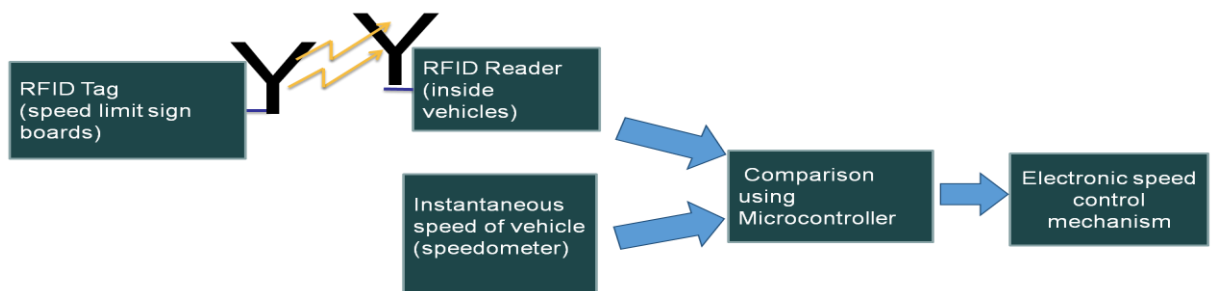 RFID Tag
(speed limit sign
boards)
RFID Reader
(inside
vehicles)
Instantaneous
speed of vehicle
(speedometer)
Comparison
using
Microcontroller
Electronic speed
control
mechanism